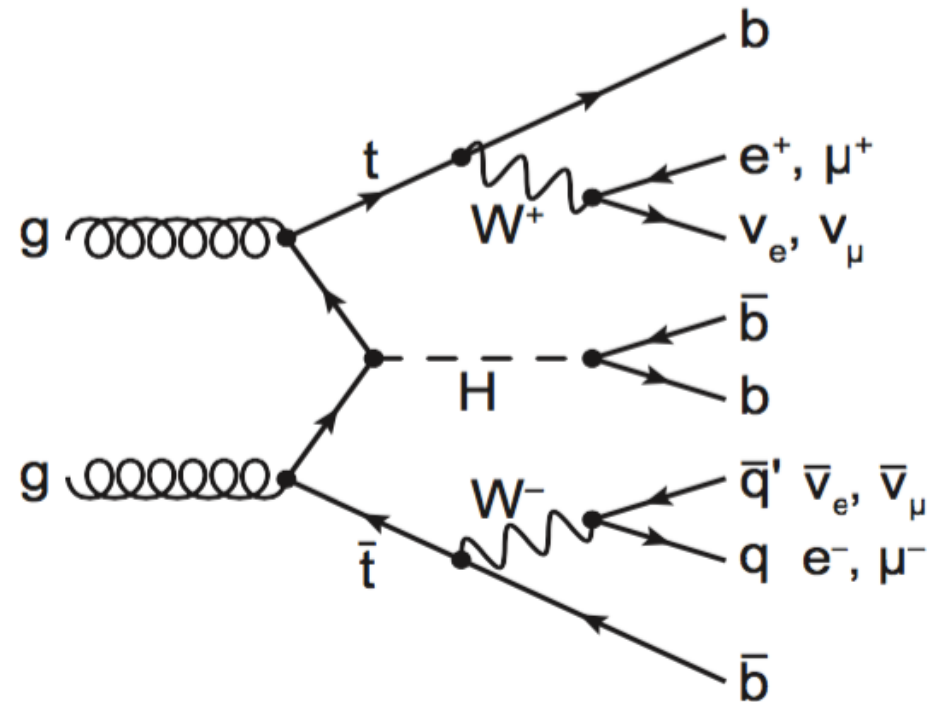 b
t
e⁺, μ⁺
W⁺
g
νₑ, ν_μ
b̄
H
b
g
W⁻
q̄' ν̄ₑ, ν̄_μ
q e⁻, μ⁻
t̄
b̄